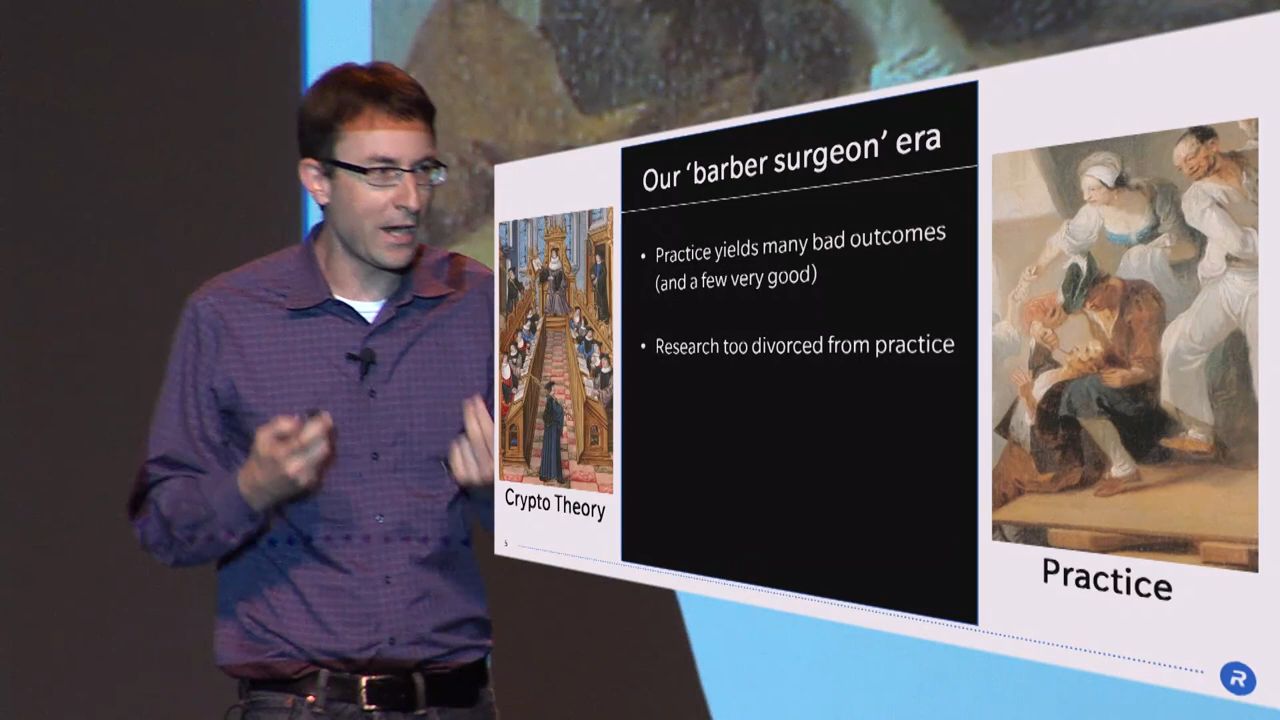 Our ‘barber surgeon’ era
• Practice yields many bad outcomes
(and a few very good)
• Research too divorced from practice
Crypto Theory
Practice
5
R